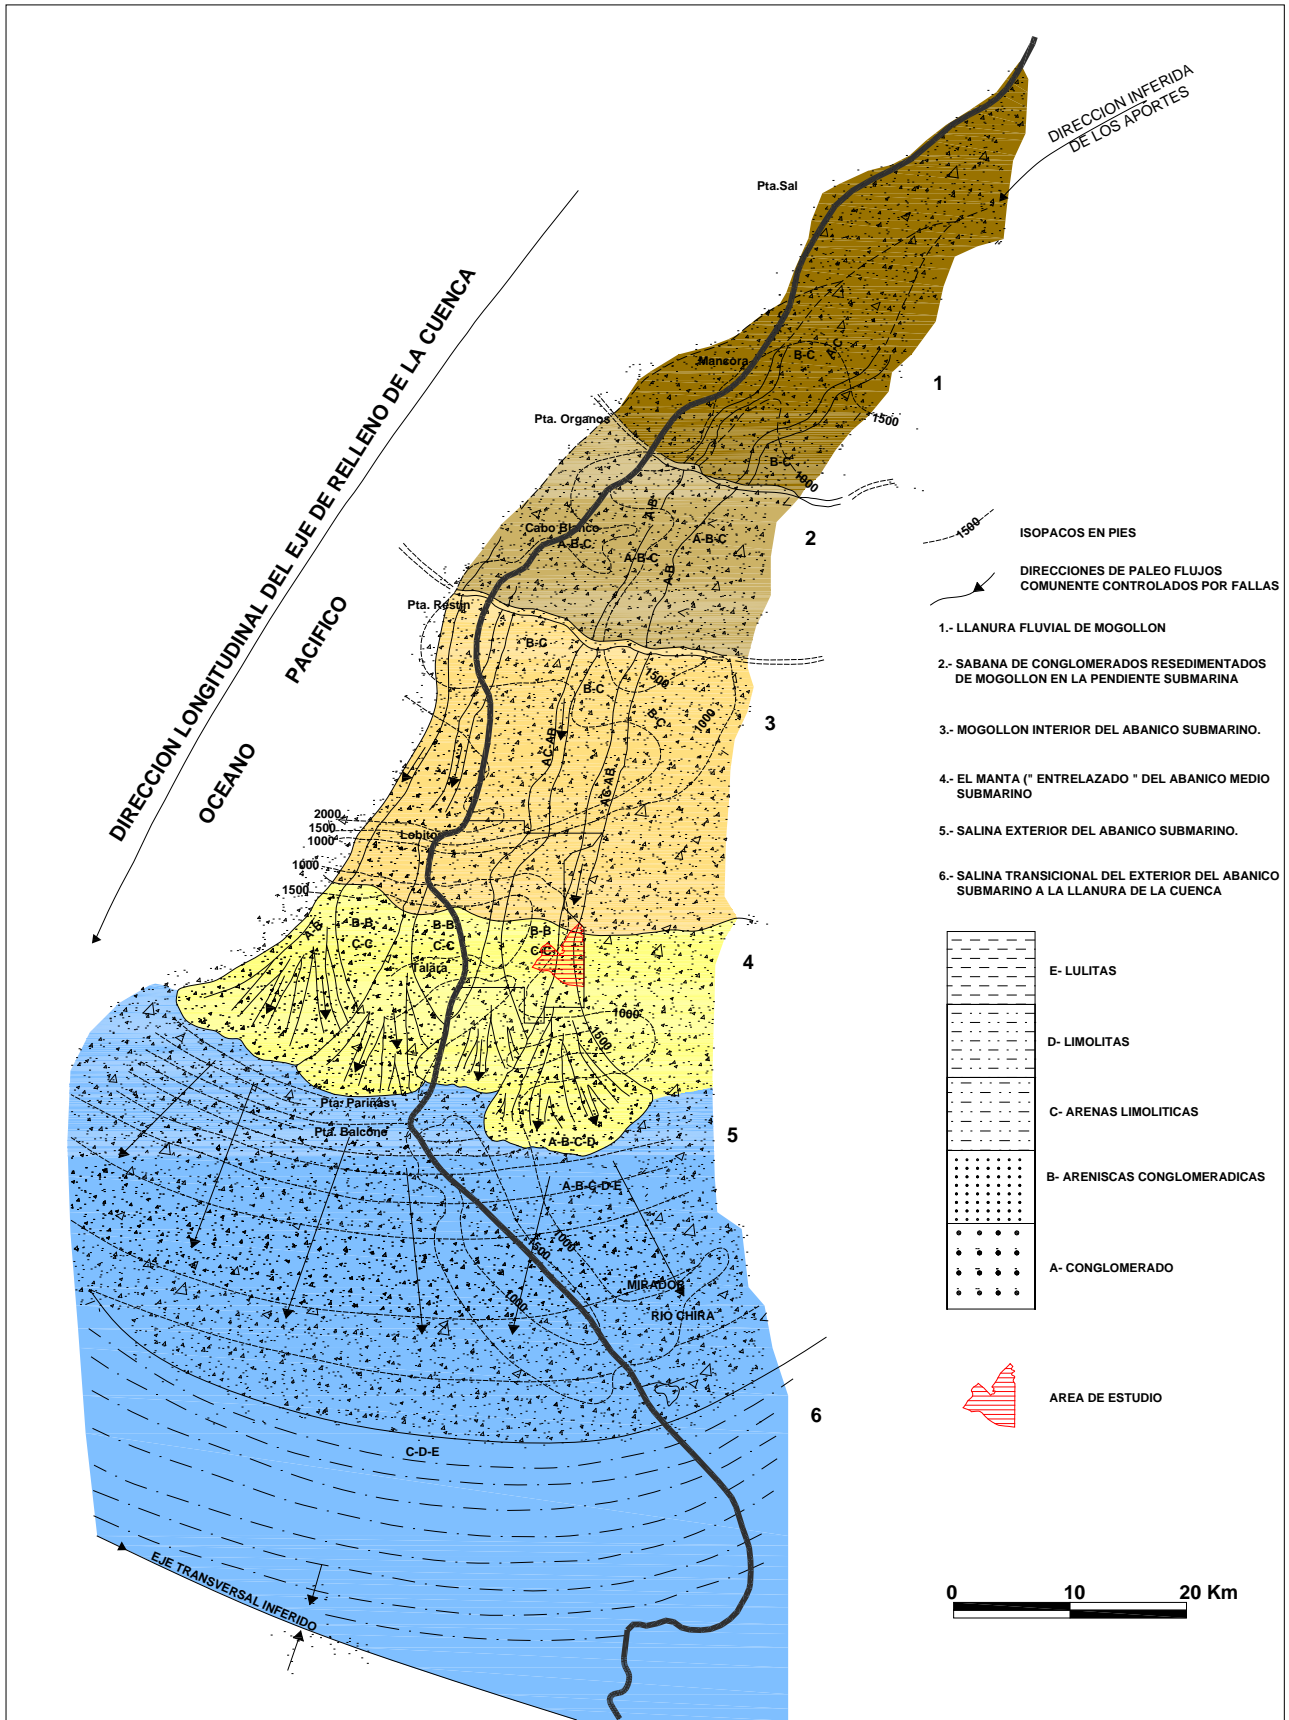 DIRECCION INFERIDA
DE LOS APORTES
Pta.Sal
DIRECCION LONGITUDINAL DEL EJE DE RELLENO DE LA CUENCA
OCEANO PACIFICO
Mancora
B-C
A-C
1
1500
Pta. Organos
B-C
1000
A-B
2
Cabo Blanco
A-B-C
A-B-C
A-B-C
A-B
Pta. Restin
B-C
1500
B-C
B-C
1000
3
AC-AB
AC-AB
2000
1500
1000
Lobitos
1000
1500
A-B
B-B
C-C
B-B
C-C
B-B
C-C
Talara
4
1000
1500
Pta. Pariñas
Pta. Balcone
A-B-C-D
5
A-B-C-D-E
1000
1500
1000
MIRADOR
RIO CHIRA
6
C-D-E
EJE TRANSVERSAL INFERIDO
1500
ISOPACOS EN PIES
DIRECCIONES DE PALEO FLUJOS
COMUNENTE CONTROLADOS POR FALLAS
1.- LLANURA FLUVIAL DE MOGOLLON
2.- SABANA DE CONGLOMERADOS RESEDIMENTADOS
DE MOGOLLON EN LA PENDIENTE SUBMARINA
3.- MOGOLLON INTERIOR DEL ABANICO SUBMARINO.
4.- EL MANTA (" ENTRELAZADO " DEL ABANICO MEDIO
SUBMARINO
5.- SALINA EXTERIOR DEL ABANICO SUBMARINO.
6.- SALINA TRANSICIONAL DEL EXTERIOR DEL ABANICO
SUBMARINO A LA LLANURA DE LA CUENCA
E- LULITAS
D- LIMOLITAS
C- ARENAS LIMOLITICAS
B- ARENISCAS CONGLOMERADICAS
A- CONGLOMERADO
AREA DE ESTUDIO
0 10 20 Km